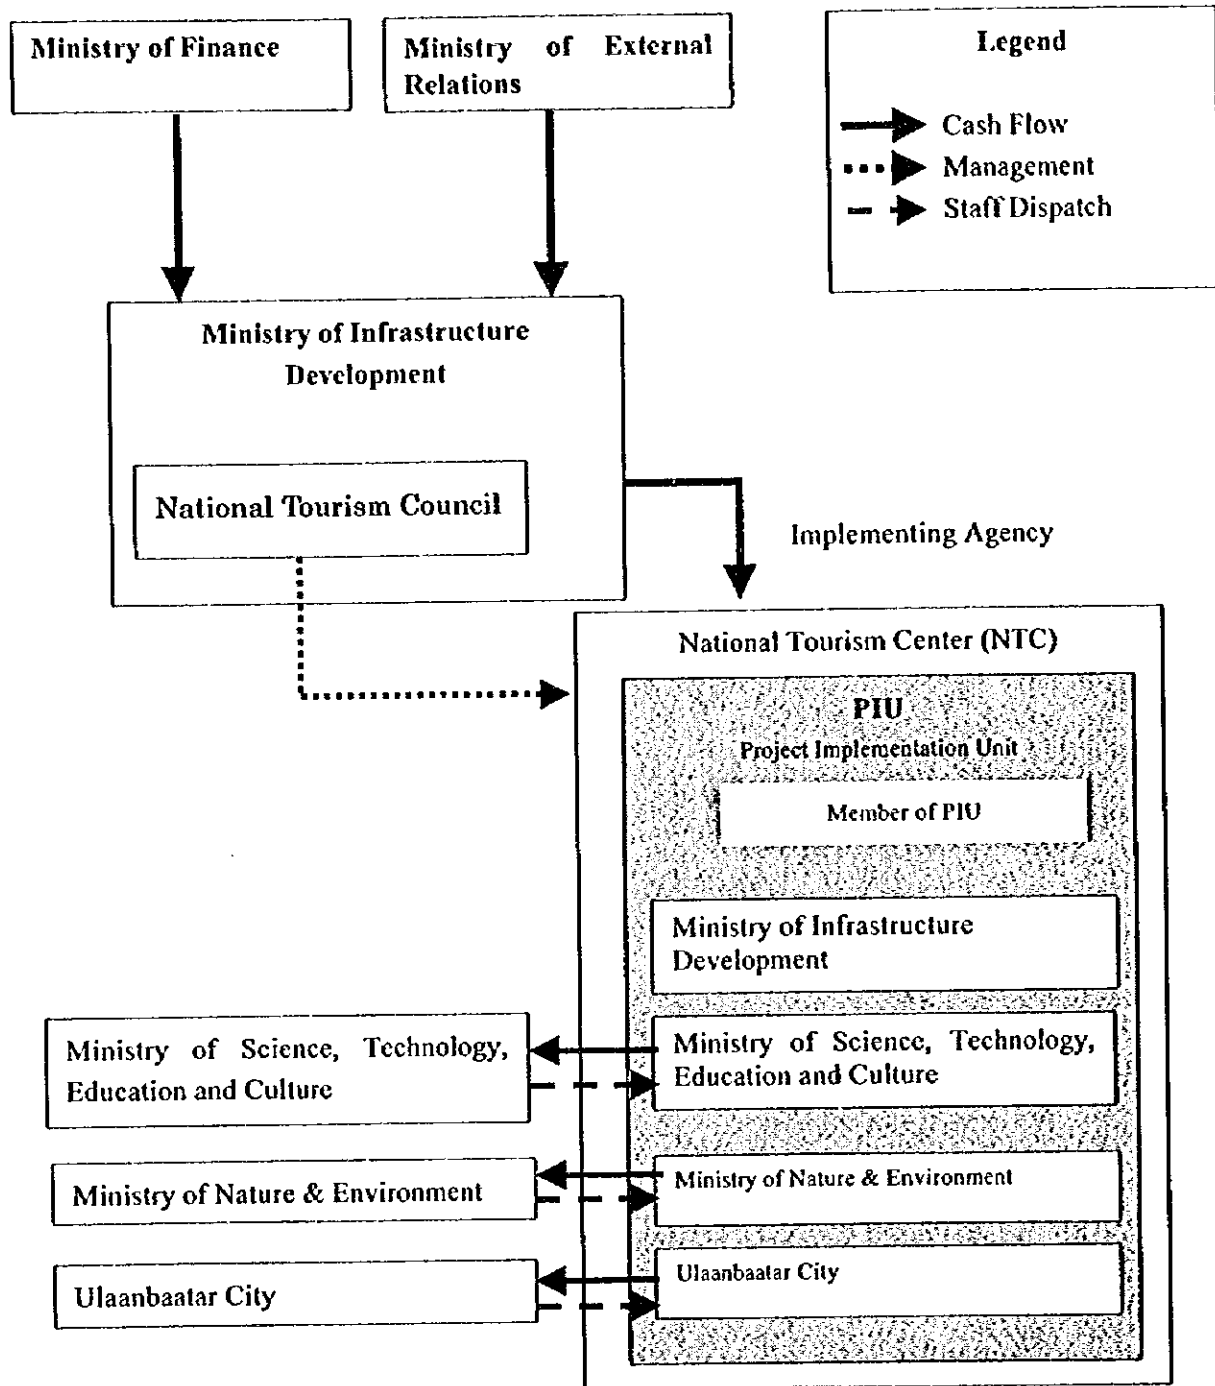 Ministry of Finance
Ministry of External
Relations
Legend
Cash Flow
Management
Staff Dispatch
Ministry of Infrastructure
Development
National Tourism Council
Implementing Agency
National Tourism Center (NTC)
PIU
Project Implementation Unit
Member of PIU
Ministry of Infrastructure
Development
Ministry of Science, Technology,
Education and Culture
Ministry of Science, Technology,
Education and Culture
Ministry of Nature & Environment
Ministry of Nature & Environment
Ulaanbaatar City
Ulaanbaatar City